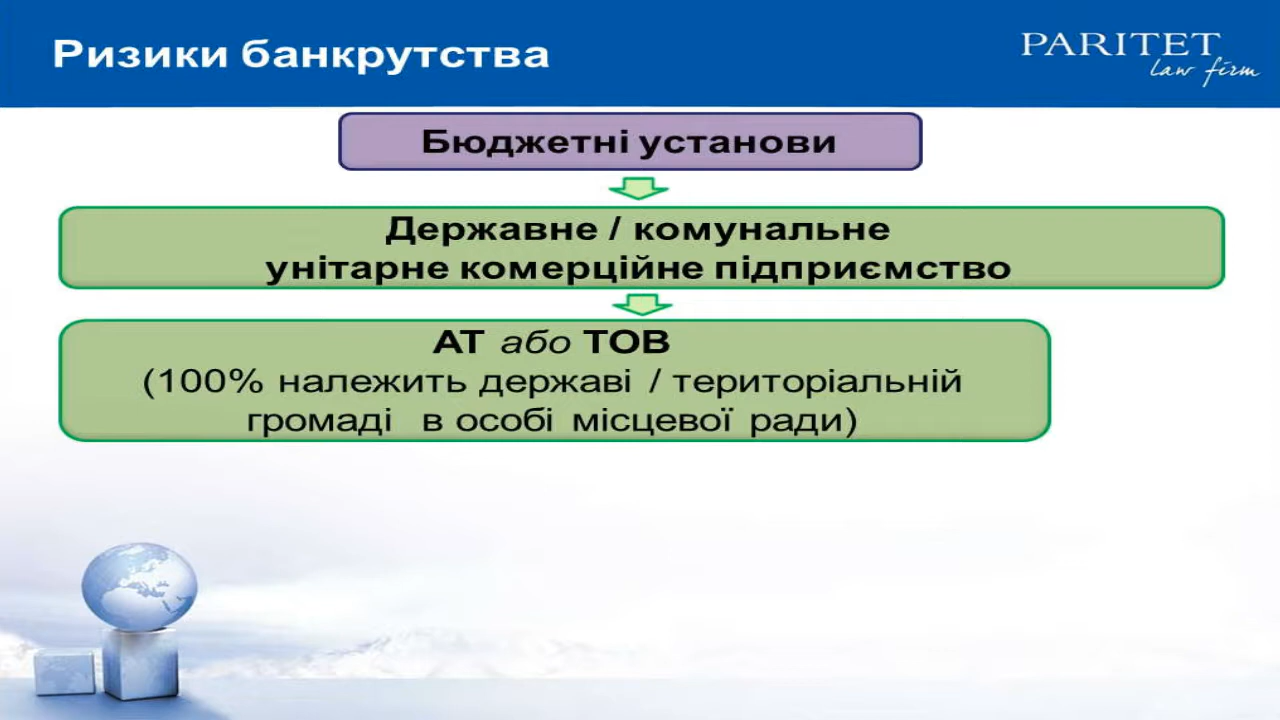 Ризики банкрутства
PARITET
law firm
Бюджетні установи
Державне / комунальне
унітарне комерційне підприємство
АТ або ТОВ
(100% належить державі / територіальній
громаді в особі місцевої ради)